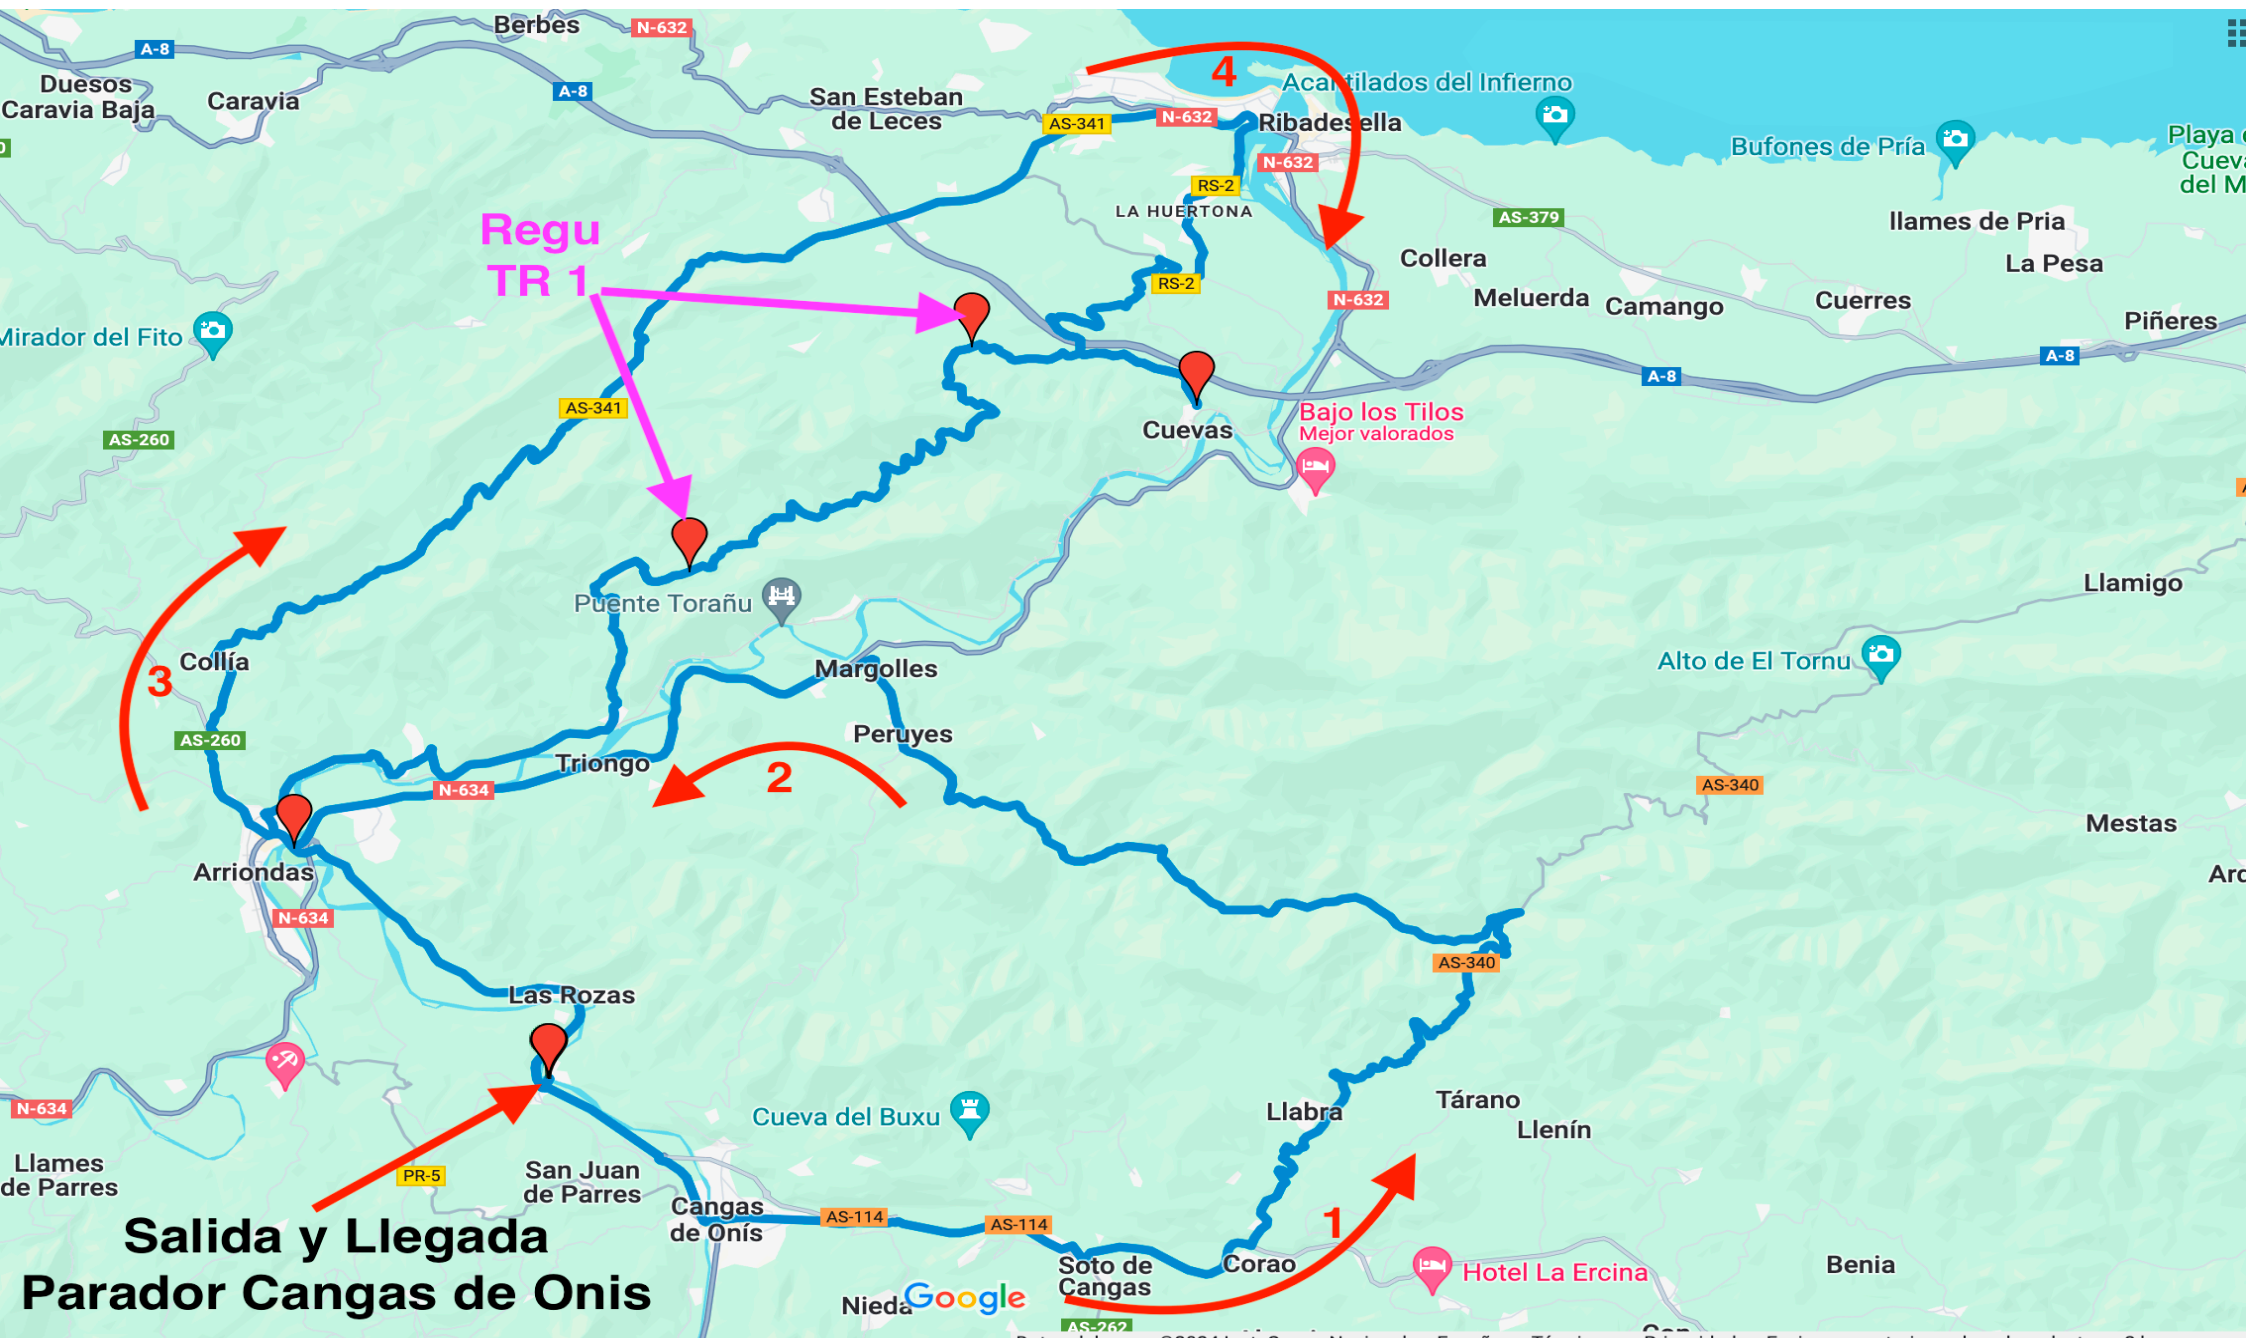 Berbes
N-632
A-8
Duesos
Caravia Baja
Caravia
A-8
San Esteban
de Leces
AS-341
N-632
4
Acantilados del Infierno
Ribadesella
Bufones de Pría
N-632
RS-2
LA HUERTONA
AS-379
Regu
TR 1
Collera
llames de Pria
La Pesa
RS-2
N-632
Meluerda
Camango
Cuerres
Piñeres
Mirador del Fito
A-8
A-8
AS-341
AS-260
Cuevas
Bajo los Tilos
Mejor valorados
Llamigo
Puente Torañu
Collía
3
Margolles
Alto de El Tornu
AS-260
Peruyes
Triongo
2
N-634
AS-340
Mestas
Arriondas
N-634
AS-340
Las Rozas
N-634
Cueva del Buxu
Llabra
Tárano
Llenín
Llames
de Parres
PR-5
San Juan
de Parres
Cangas
de Onís
AS-114
AS-114
1
Salida y Llegada
Parador Cangas de Onis
Soto de
Cangas
Corao
Hotel La Ercina
Benia
Nieda
Google
AS-262